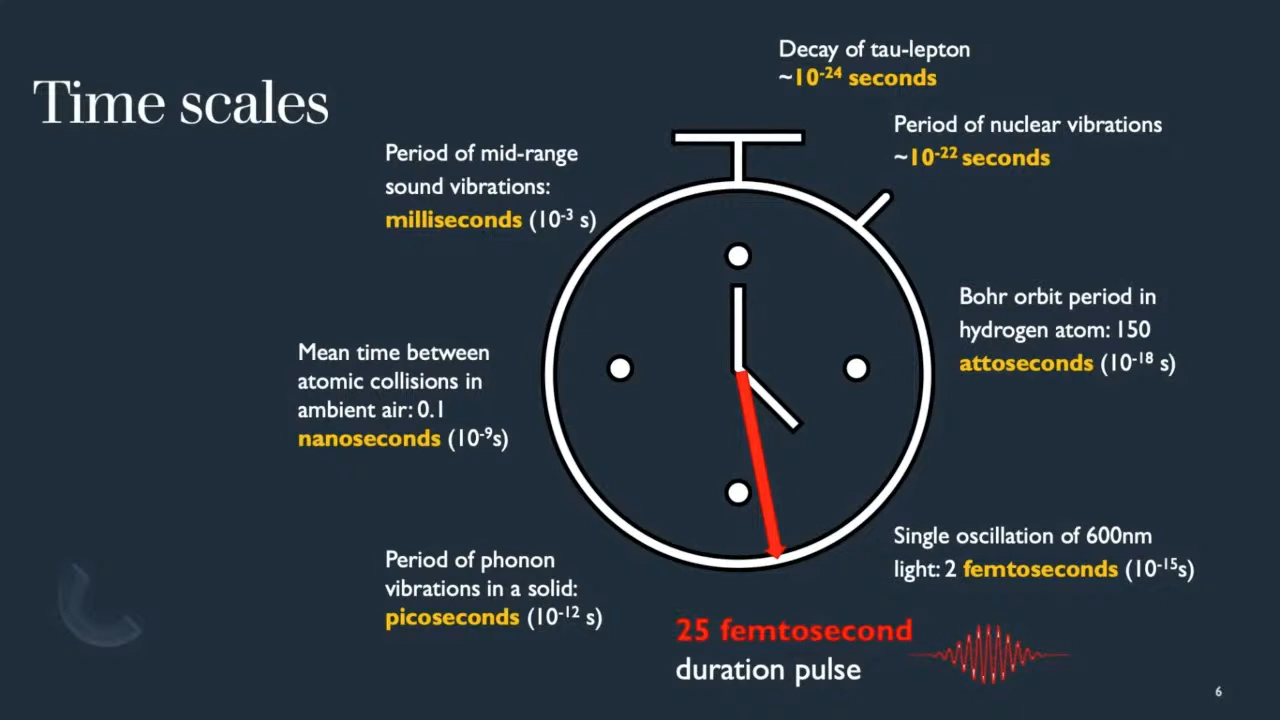 Time scales
Decay of tau-lepton
~10⁻²⁴ seconds
Period of nuclear vibrations
~10⁻²² seconds
Bohr orbit period in
hydrogen atom: 150
attoseconds (10⁻¹⁸ s)
Single oscillation of 600nm
light: 2 femtoseconds (10⁻¹⁵s)
25 femtosecond
duration pulse
Period of phonon
vibrations in a solid:
picoseconds (10⁻¹² s)
Mean time between
atomic collisions in
ambient air: 0.1
nanoseconds (10⁻⁹s)
Period of mid-range
sound vibrations:
milliseconds (10⁻³ s)
6